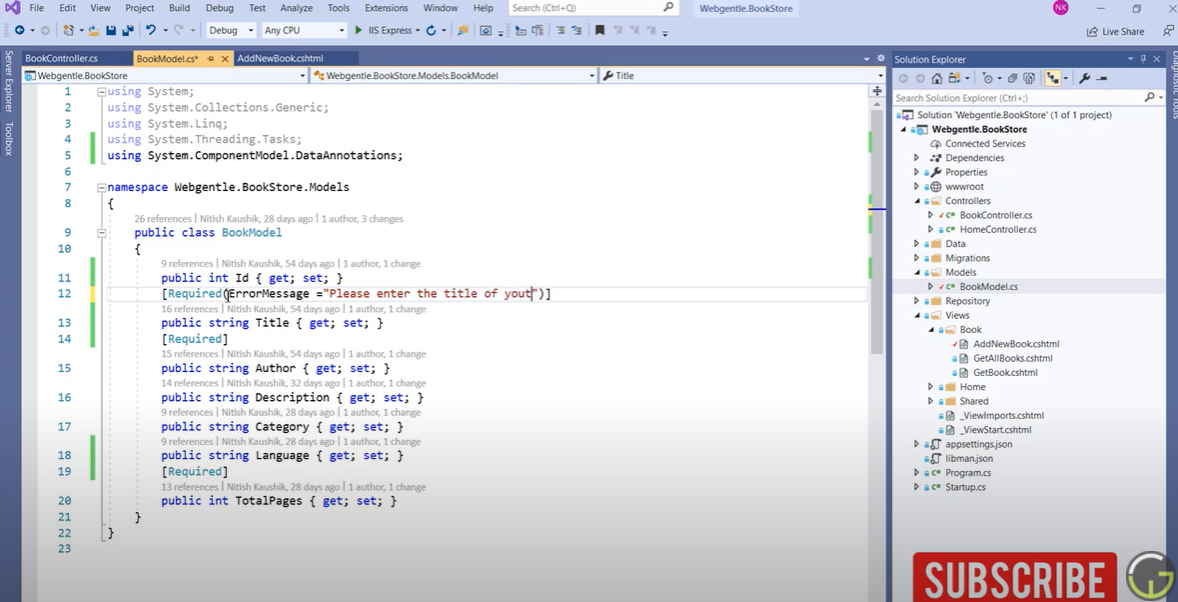 File Edit View Project Build Debug Test Analyze Tools Extensions Window Help Search (Ctrl+Q) Webgentle.BookStore NK
Debug Any CPU IIS Express Live Share
BookController.cs BookModel.cs* AddNewBook.cshtml
Webgentle.BookStore Webgentle.BookStore.Models.BookModel Title
Server Explorer
Toolbox
1 using System;
2 using System.Collections.Generic;
3 using System.Linq;
4 using System.Threading.Tasks;
5 using System.ComponentModel.DataAnnotations;
6
7 namespace Webgentle.BookStore.Models
8 {
26 references | Nitish Kaushik, 28 days ago | 1 author, 3 changes
9 public class BookModel
10 {
9 references | Nitish Kaushik, 54 days ago | 1 author, 1 change
11 public int Id { get; set; }
12 [Required(ErrorMessage ="Please enter the title of yout")]
16 references | Nitish Kaushik, 54 days ago | 1 author, 1 change
13 public string Title { get; set; }
14 [Required]
15 references | Nitish Kaushik, 54 days ago | 1 author, 1 change
15 public string Author { get; set; }
14 references | Nitish Kaushik, 32 days ago | 1 author, 1 change
16 public string Description { get; set; }
9 references | Nitish Kaushik, 28 days ago | 1 author, 1 change
17 public string Category { get; set; }
9 references | Nitish Kaushik, 28 days ago | 1 author, 1 change
18 public string Language { get; set; }
19 [Required]
13 references | Nitish Kaushik, 28 days ago | 1 author, 1 change
20 public int TotalPages { get; set; }
21 }
22 }
23
Solution Explorer
Search Solution Explorer (Ctrl+;)
Solution 'Webgentle.BookStore' (1 of 1 project)
Webgentle.BookStore
Connected Services
Dependencies
Properties
wwwroot
Controllers
C# BookController.cs
C# HomeController.cs
Data
Migrations
Models
C# BookModel.cs
Repository
Views
Book
AddNewBook.cshtml
GetAllBooks.cshtml
GetBook.cshtml
Home
Shared
_ViewImports.cshtml
_ViewStart.cshtml
appsettings.json
libman.json
C# Program.cs
C# Startup.cs
Diagnostic Tools
SUBSCRIBE